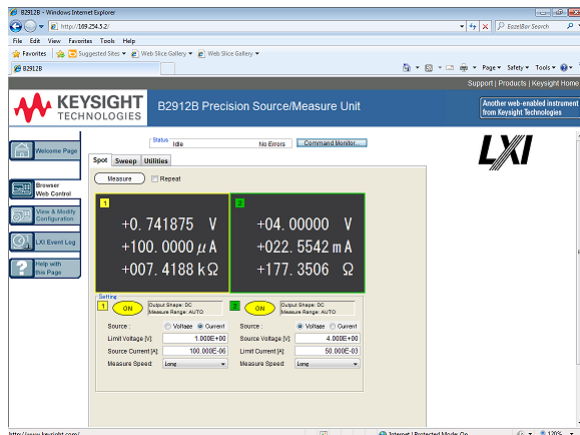 B2912B - Windows Internet Explorer
http://169.254.5.2/
File Edit View Favorites Tools Help
Favorites Suggested Sites Web Slice Gallery Web Slice Gallery
B2912B
Page Safety Tools
Support | Products | Keysight Home
KEYSIGHT
TECHNOLOGIES
B2912B Precision Source/Measure Unit
Another web-enabled instrument
from Keysight Technologies
Welcome Page
Browser
Web Control
View & Modify
Configuration
LXI Event Log
Help with
this Page
Status
Idle No Errors Command Monitor...
LXI
Spot Sweep Utilities
Measure Repeat
1
+0.741875 V
+100.0000 μA
+007.4188 kΩ
2
+04.00000 V
+022.5542 mA
+177.3506 Ω
Setting
1 ON Output Shape: DC
Measure Range: AUTO
Source : Voltage Current
Limit Voltage [V]: 1.000E+00
Source Current [A]: 100.000E-06
Measure Speed: Long
2 ON Output Shape: DC
Measure Range: AUTO
Source : Voltage Current
Source Voltage [V]: 4.000E+00
Limit Current [A]: 50.000E-03
Measure Speed: Long
http://www.keysight.com/
Internet | Protected Mode: On
120%